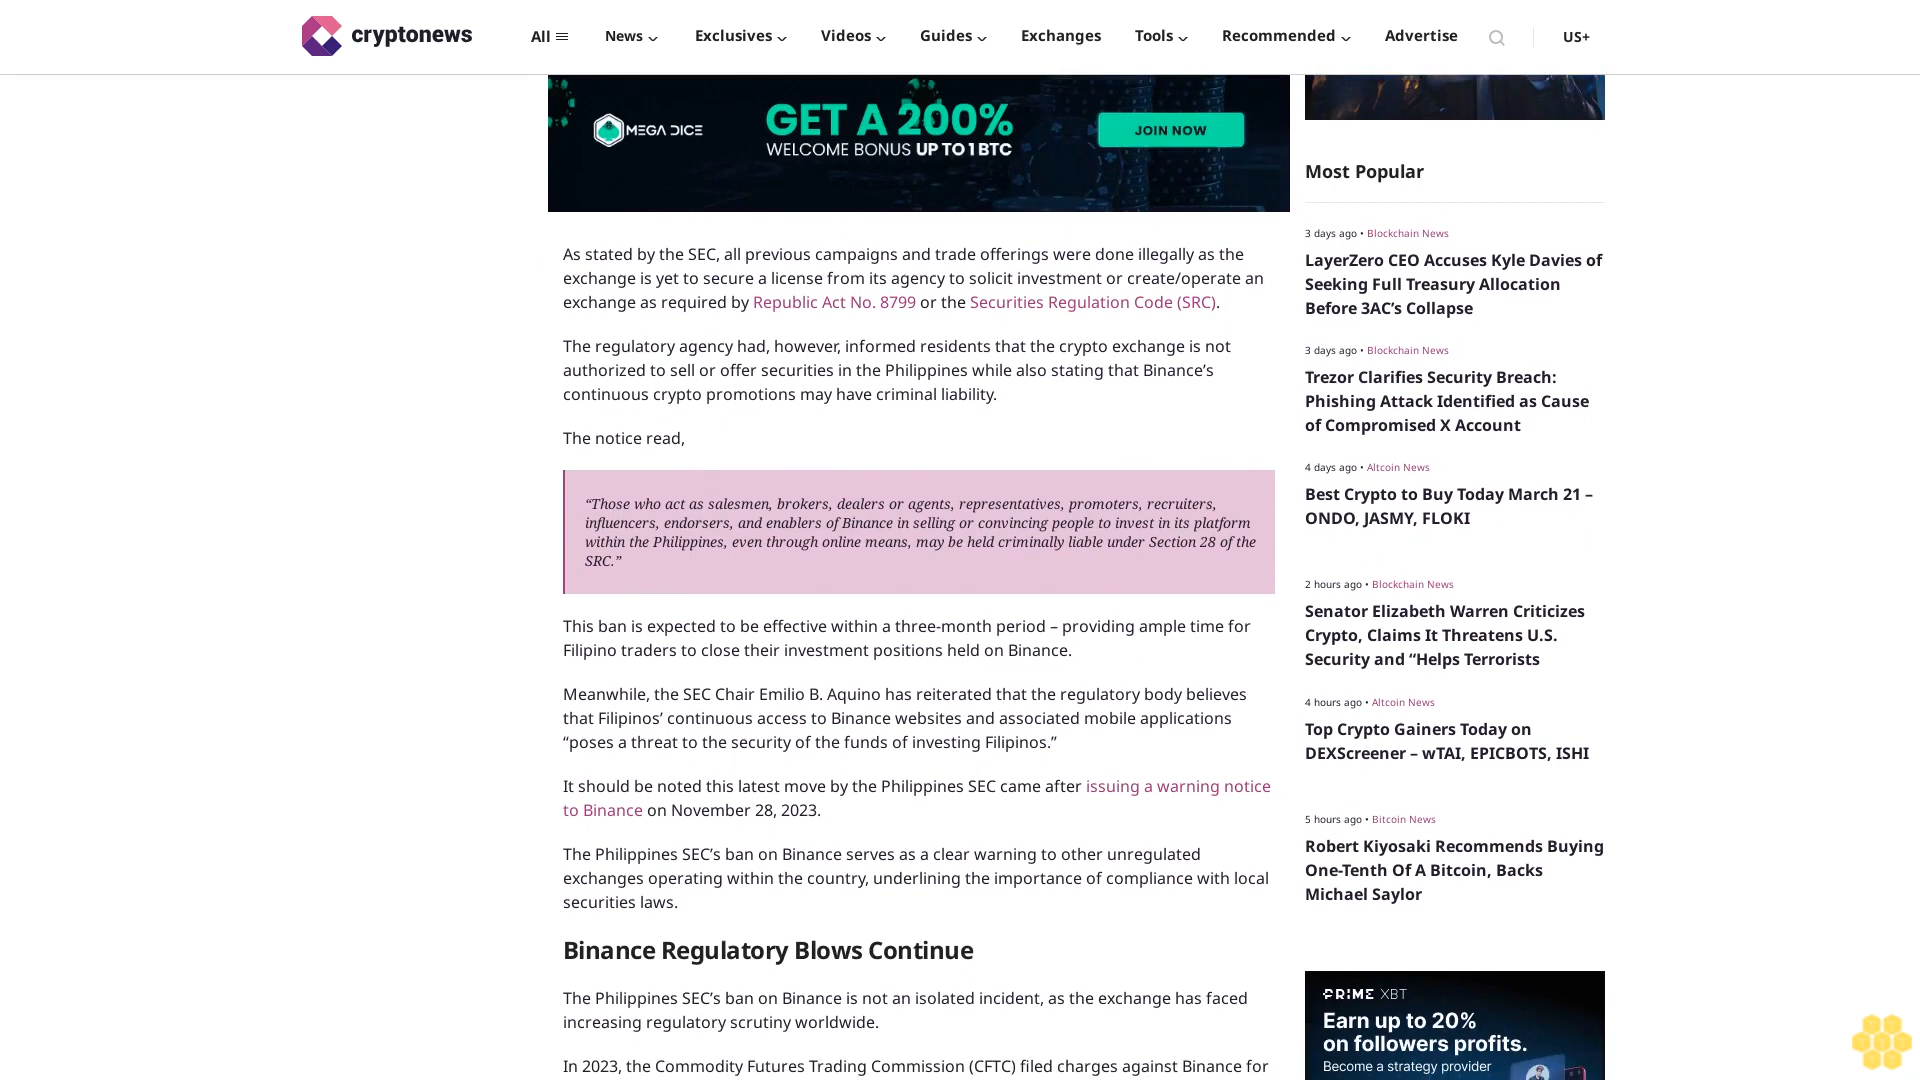 cryptonews
All
News
Exclusives
Videos
Guides
Exchanges
Tools
Recommended
Advertise
US+
MEGA DICE
GET A 200%
WELCOME BONUS UP TO 1 BTC
JOIN NOW
As stated by the SEC, all previous campaigns and trade offerings were done illegally as the
exchange is yet to secure a license from its agency to solicit investment or create/operate an
exchange as required by Republic Act No. 8799 or the Securities Regulation Code (SRC).
The regulatory agency had, however, informed residents that the crypto exchange is not
authorized to sell or offer securities in the Philippines while also stating that Binance’s
continuous crypto promotions may have criminal liability.
The notice read,
“Those who act as salesmen, brokers, dealers or agents, representatives, promoters, recruiters,
influencers, endorsers, and enablers of Binance in selling or convincing people to invest in its platform
within the Philippines, even through online means, may be held criminally liable under Section 28 of the
SRC.”
This ban is expected to be effective within a three-month period – providing ample time for
Filipino traders to close their investment positions held on Binance.
Meanwhile, the SEC Chair Emilio B. Aquino has reiterated that the regulatory body believes
that Filipinos’ continuous access to Binance websites and associated mobile applications
“poses a threat to the security of the funds of investing Filipinos.”
It should be noted this latest move by the Philippines SEC came after issuing a warning notice
to Binance on November 28, 2023.
The Philippines SEC’s ban on Binance serves as a clear warning to other unregulated
exchanges operating within the country, underlining the importance of compliance with local
securities laws.
Binance Regulatory Blows Continue
The Philippines SEC’s ban on Binance is not an isolated incident, as the exchange has faced
increasing regulatory scrutiny worldwide.
In 2023, the Commodity Futures Trading Commission (CFTC) filed charges against Binance for
Most Popular
3 days ago • Blockchain News
LayerZero CEO Accuses Kyle Davies of
Seeking Full Treasury Allocation
Before 3AC’s Collapse
3 days ago • Blockchain News
Trezor Clarifies Security Breach:
Phishing Attack Identified as Cause
of Compromised X Account
4 days ago • Altcoin News
Best Crypto to Buy Today March 21 –
ONDO, JASMY, FLOKI
2 hours ago • Blockchain News
Senator Elizabeth Warren Criticizes
Crypto, Claims It Threatens U.S.
Security and “Helps Terrorists
4 hours ago • Altcoin News
Top Crypto Gainers Today on
DEXScreener – wTAI, EPICBOTS, ISHI
5 hours ago • Bitcoin News
Robert Kiyosaki Recommends Buying
One-Tenth Of A Bitcoin, Backs
Michael Saylor
PRIME XBT
Earn up to 20%
on followers profits.
Become a strategy provider